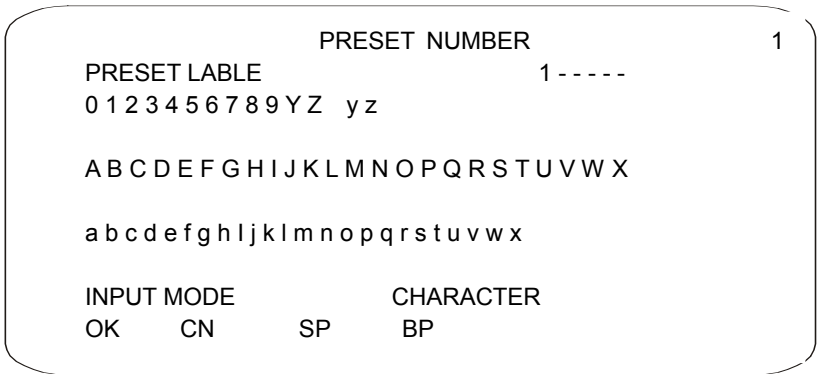 PRESET NUMBER 1
PRESET LABLE 1 - - - - -
0 1 2 3 4 5 6 7 8 9 Y Z y z
A B C D E F G H I J K L M N O P Q R S T U V W X
a b c d e f g h I j k l m n o p q r s t u v w x
INPUT MODE CHARACTER
OK CN SP BP